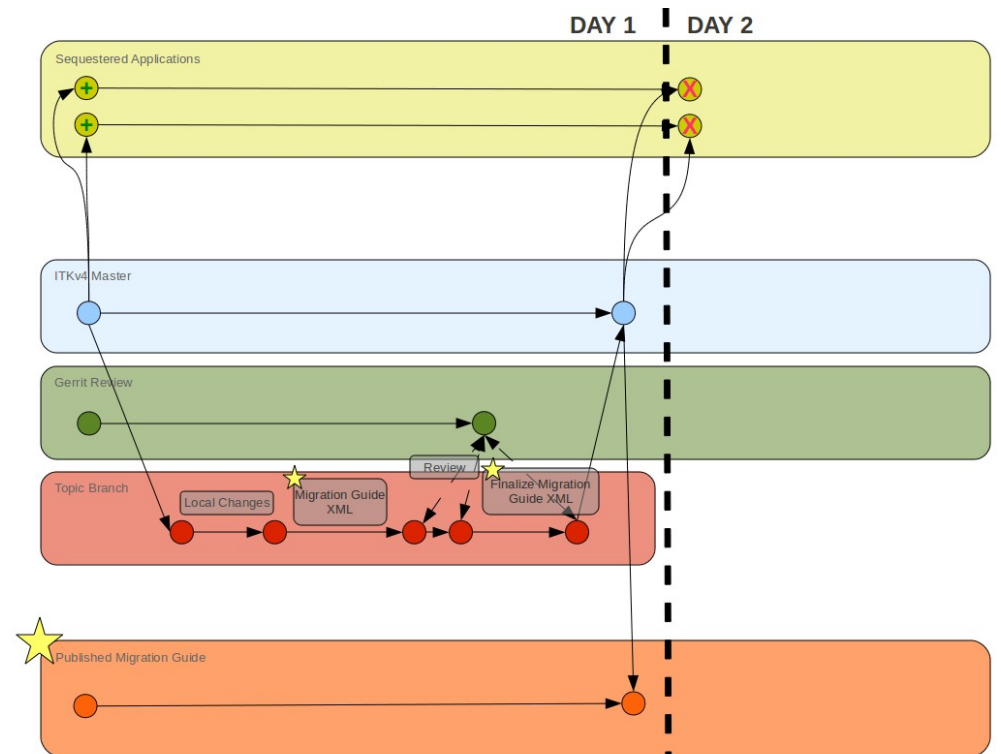 DAY 1
DAY 2
Sequestered Applications
+
X
+
X
ITKv4 Master
Gerrit Review
Review
Topic Branch
Local Changes
Migration Guide
XML
Finalize Migration
Guide XML
Published Migration Guide